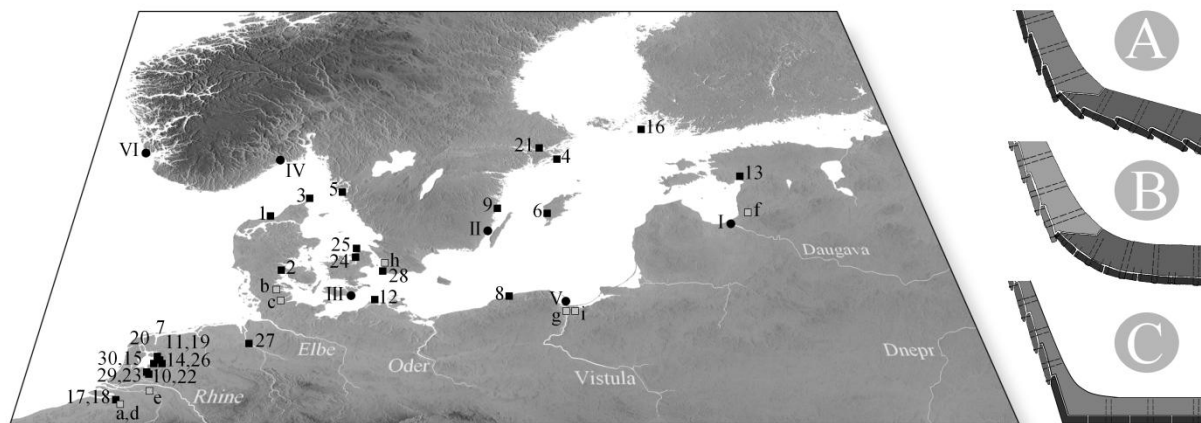 A
16
VI
21
4
IV
13
5
3
9
6
f
1
II
I
25
Daugava
h
24
2
28
b
III
8
V
c
12
g
i
7
20
11,19
27
Elbe
Dnepr
30,15
14,26
Oder
29,23
10,22
Vistula
e
Rhine
17,18
a,d
B
C